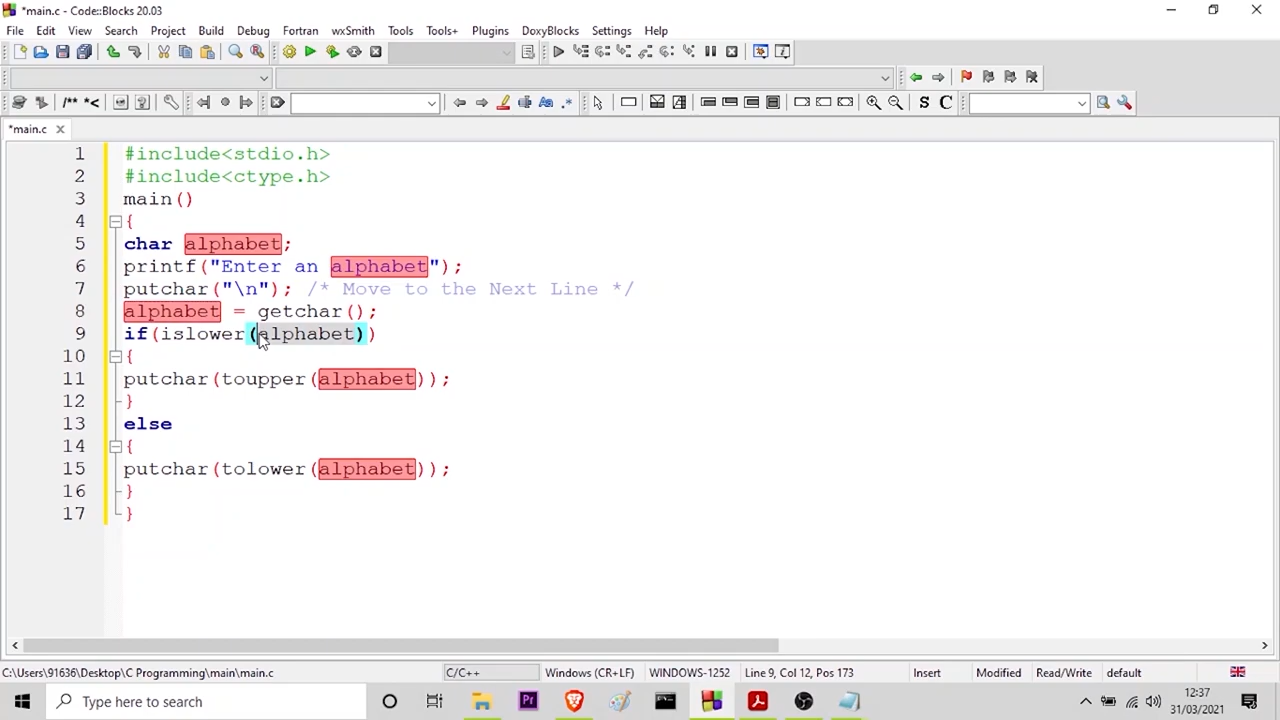 *main.c - Code::Blocks 20.03
File Edit View Search Project Build Debug Fortran wxSmith Tools Tools+ Plugins DoxyBlocks Settings Help
/** *< Aa .* S C
*main.c
1 #include<stdio.h>
2 #include<ctype.h>
3 main()
4 {
5 char alphabet;
6 printf("Enter an alphabet");
7 putchar("\n"); /* Move to the Next Line */
8 alphabet = getchar();
9 if(islower(alphabet))
10 {
11 putchar(toupper(alphabet));
12 }
13 else
14 {
15 putchar(tolower(alphabet));
16 }
17 }
C:\Users\91636\Desktop\C Programming\main\main.c C/C++ Windows (CR+LF) WINDOWS-1252 Line 9, Col 12, Pos 173 Insert Modified Read/Write default
Type here to search Pr 12:37
31/03/2021